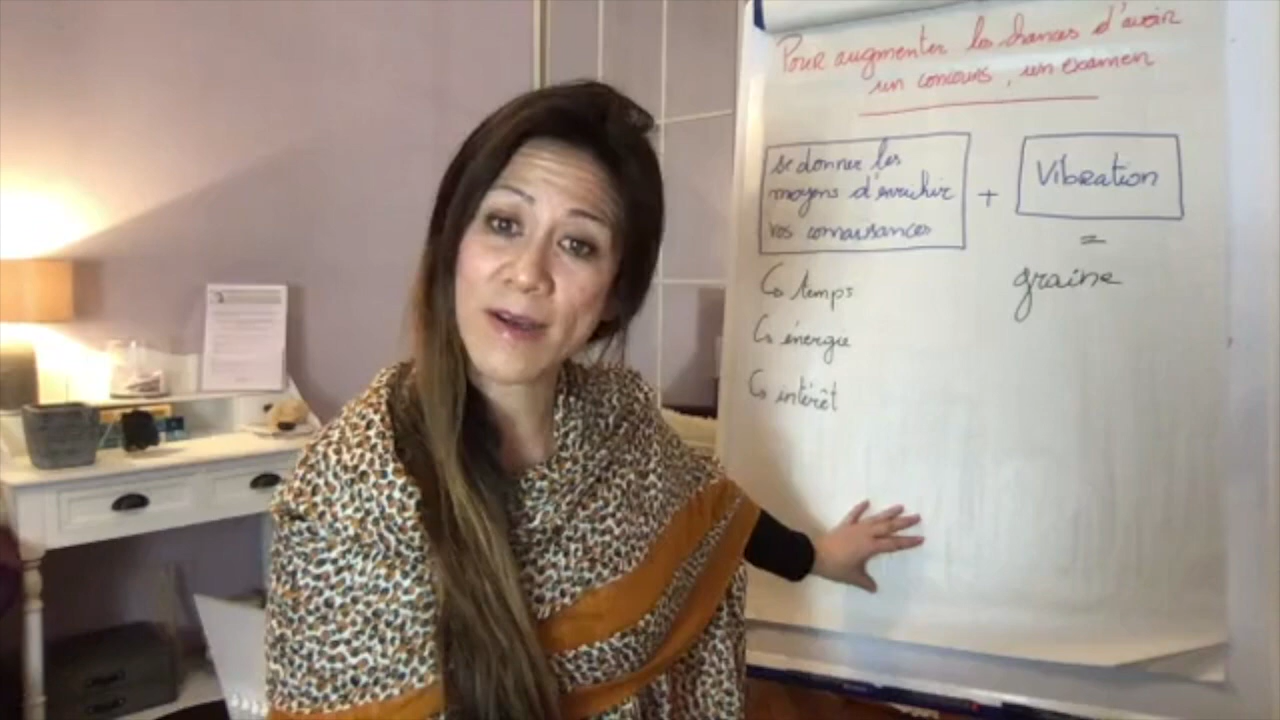 Pour augmenter les chances d'avoir
un concours, un examen
se donner les
moyens d'enrichir
vos connaissances
+
Vibration
=
graine
↳ temps
↳ énergie
↳ intérêt